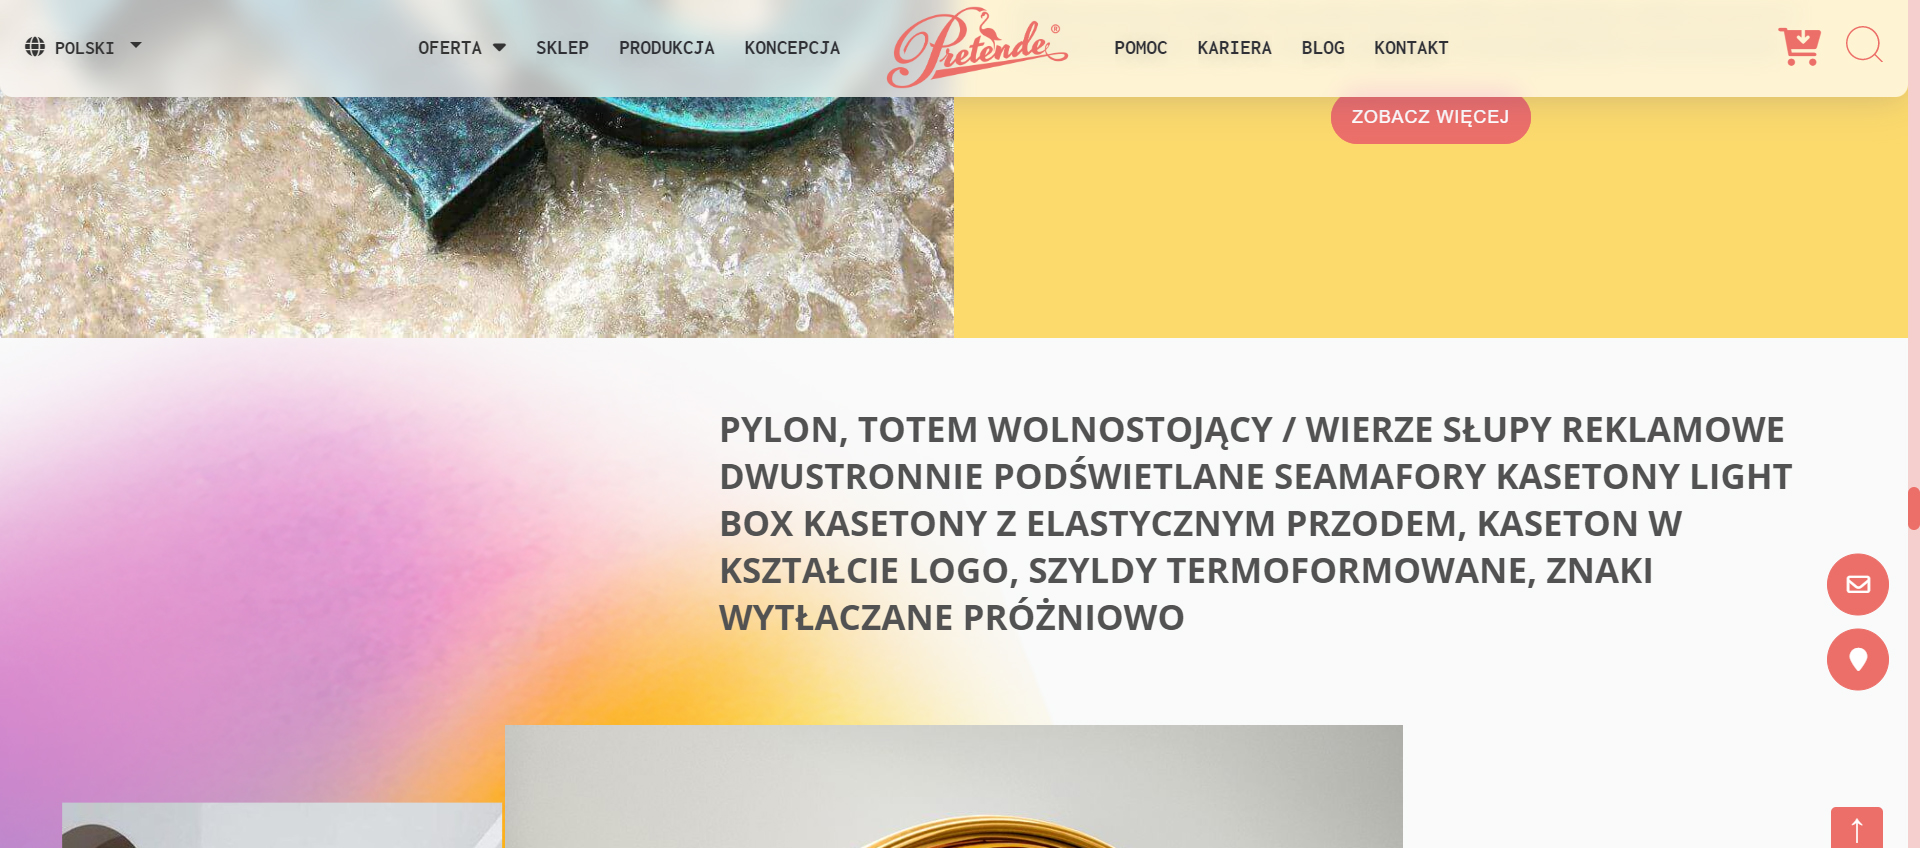 POLSKI
OFERTA
SKLEP
PRODUKCJA
KONCEPCJA
Pretende®
POMOC
KARIERA
BLOG
KONTAKT
ZOBACZ WIĘCEJ
PYLON, TOTEM WOLNOSTOJĄCY / WIERZE SŁUPY REKLAMOWE
DWUSTRONNIE PODŚWIETLANE SEAMAFORY KASETONY LIGHT
BOX KASETONY Z ELASTYCZNYM PRZODEM, KASETON W
KSZTAŁCIE LOGO, SZYLDY TERMOFORMOWANE, ZNAKI
WYTŁACZANE PRÓŻNIOWO